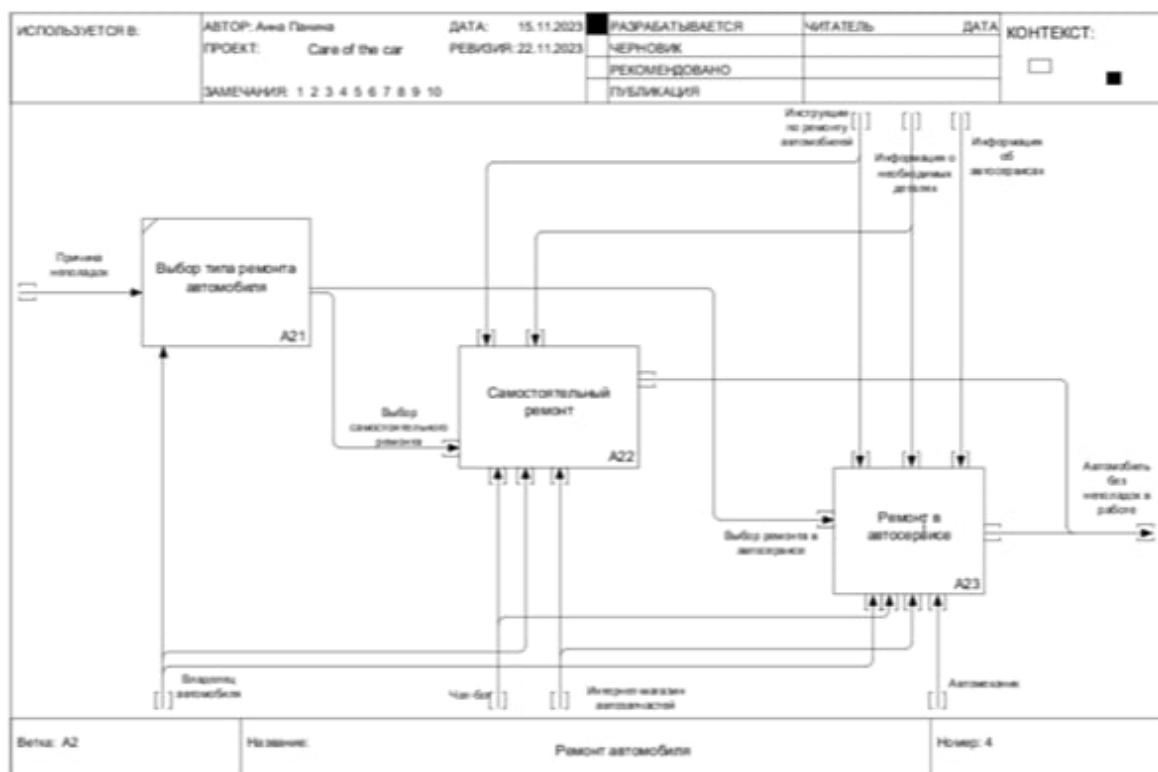 ИСПОЛЬЗУЕТСЯ В:
АВТОР: Анна Панина
ДАТА: 15.11.2023
ПРОЕКТ: Care of the car
РЕВИЗИЯ: 22.11.2023
ЗАМЕЧАНИЯ: 1 2 3 4 5 6 7 8 9 10
РАЗРАБАТЫВАЕТСЯ
ЧЕРНОВИК
РЕКОМЕНДОВАНО
ПУБЛИКАЦИЯ
ЧИТАТЕЛЬ
ДАТА
КОНТЕКСТ:
Инструкции
по ремонту
автомобилей
Информация о
необходимых
деталях
Информация
об
автосервисах
Причина
неполадок
Выбор типа ремонта
автомобиля
A21
Самостоятельный
ремонт
A22
Выбор
самостоятельного
ремонта
Выбор ремонта в
автосервисе
Ремонт в
автосервисе
A23
Автомобиль
без
неполадок в
работе
Владелец
автомобиля
Чат-бот
Интернет-магазин
автозапчастей
Автомеханик
Ветка: A2
Название:
Ремонт автомобиля
Номер: 4